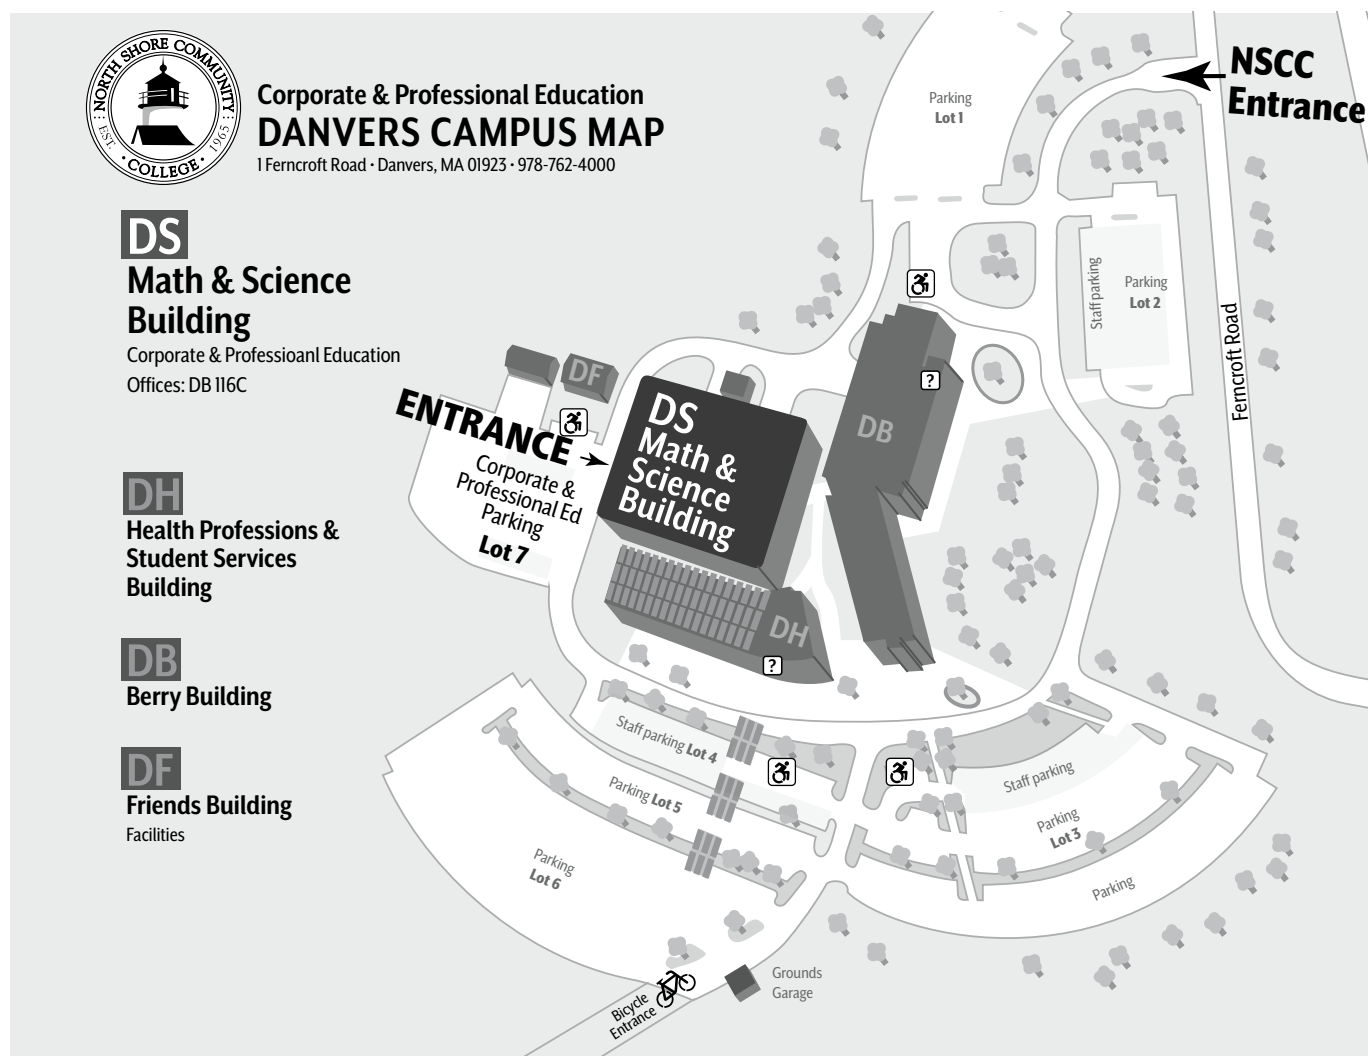 NORTH SHORE COMMUNITY
EST. 1965
COLLEGE
Corporate & Professional Education
DANVERS CAMPUS MAP
1 Ferncroft Road · Danvers, MA 01923 · 978-762-4000
DS
Math & Science
Building
Corporate & Professioanl Education
Offices: DB 116C
DH
Health Professions &
Student Services
Building
DB
Berry Building
DF
Friends Building
Facilities
NSCC
Entrance
Parking
Lot 1
Staff parking
Parking
Lot 2
Ferncroft Road
DF
ENTRANCE
Corporate &
Professional Ed
Parking
Lot 7
DS
Math &
Science
Building
DB
?
DH
?
Staff parking Lot 4
Parking Lot 5
Parking
Lot 6
Staff parking
Parking
Lot 3
Parking
Grounds
Garage
Bicycle
Entrance